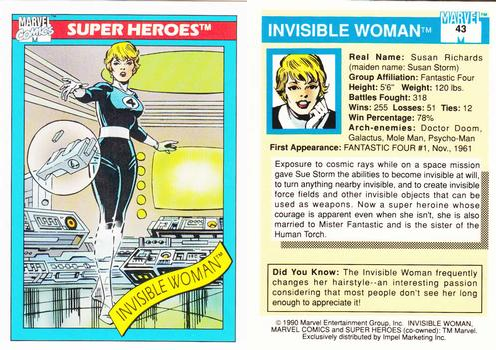 MARVEL
COMICS
SUPER HEROES™
4
INVISIBLE WOMAN™
MARVEL™
43
INVISIBLE WOMAN™
Real Name: Susan Richards
(maiden name: Susan Storm)
Group Affiliation: Fantastic Four
Height: 5'6" Weight: 120 lbs.
Battles Fought: 318
Wins: 255 Losses: 51 Ties: 12
Win Percentage: 78%
Arch-enemies: Doctor Doom,
Galactus, Mole Man, Psycho-Man
First Appearance: FANTASTIC FOUR #1, Nov., 1961
Exposure to cosmic rays while on a space mission
gave Sue Storm the abilities to become invisible at will,
to turn anything nearby invisible, and to create invisible
force fields and other invisible objects that can be
used as weapons. Now a super heroine whose
courage is apparent even when she isn't, she is also
married to Mister Fantastic and is the sister of
the Human Torch.
Did You Know: The Invisible Woman frequently
changes her hairstyle--an interesting passion
considering that most people don't see her long
enough to appreciate it!
© 1990 Marvel Entertainment Group, Inc. INVISIBLE WOMAN,
MARVEL COMICS and SUPER HEROES (co-owned): TM Marvel.
Exclusively distributed by Impel Marketing Inc.